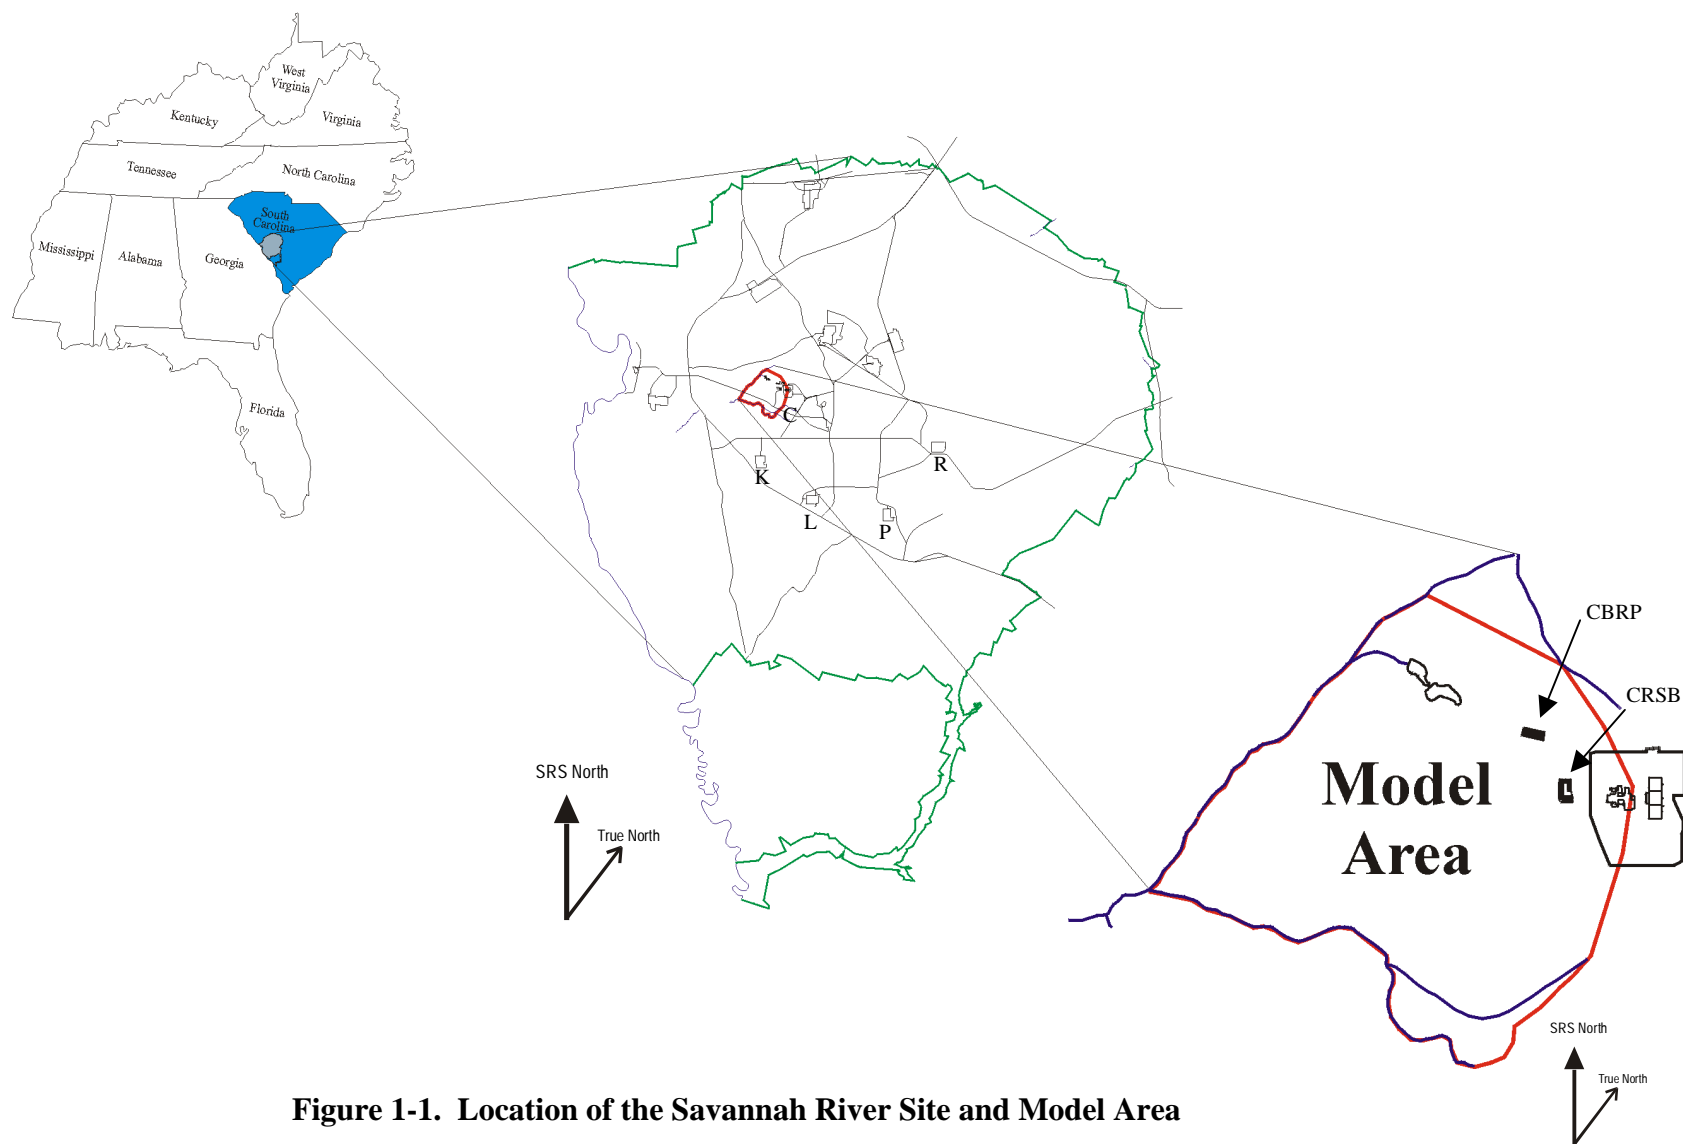 West
Virginia
Kentucky
Virginia
Tennessee
North Carolina
South
Carolina
Mississippi
Alabama
Georgia
Florida
C
K
R
L
P
SRS North
True North
CBRP
CRSB
Model
Area
SRS North
True North
Figure 1-1. Location of the Savannah River Site and Model Area